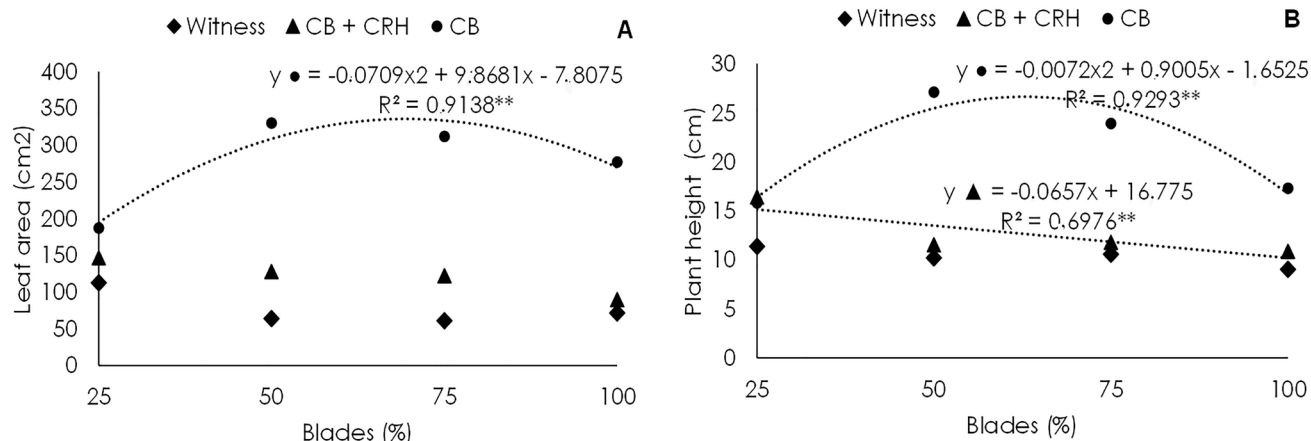 ◆ Witness ▲ CB + CRH ● CB
A
y ● = -0.0709x2 + 9.8681x - 7.8075
R² = 0.9138**
400
350
300
250
200
150
100
50
0
Leaf area (cm2)
25 50 75 100
Blades (%)
◆ Witness ▲ CB + CRH ● CB
B
y ● = -0.0072x2 + 0.9005x - 1.6525
R² = 0.9293**
y ▲ = -0.0657x + 16.775
R² = 0.6976**
30
25
20
15
10
5
0
Plant height (cm)
25 50 75 100
Blades (%)